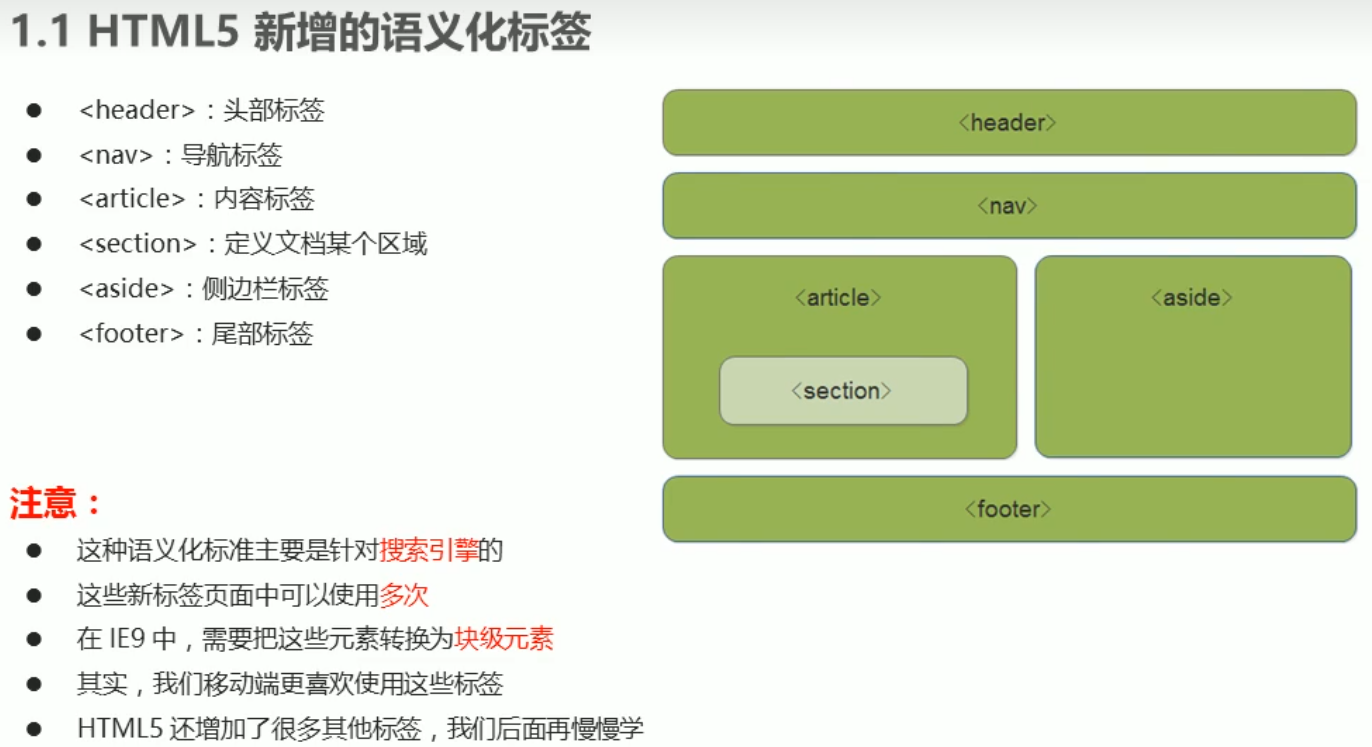 1.1 HTML5 新增的语义化标签
● <header>：头部标签
● <nav>：导航标签
● <article>：内容标签
● <section>：定义文档某个区域
● <aside>：侧边栏标签
● <footer>：尾部标签
<header>
<nav>
<article>
<aside>
<section>
<footer>
注意：
● 这种语义化标准主要是针对搜索引擎的
● 这些新标签页面中可以使用多次
● 在 IE9 中，需要把这些元素转换为块级元素
● 其实，我们移动端更喜欢使用这些标签
● HTML5 还增加了很多其他标签，我们后面再慢慢学